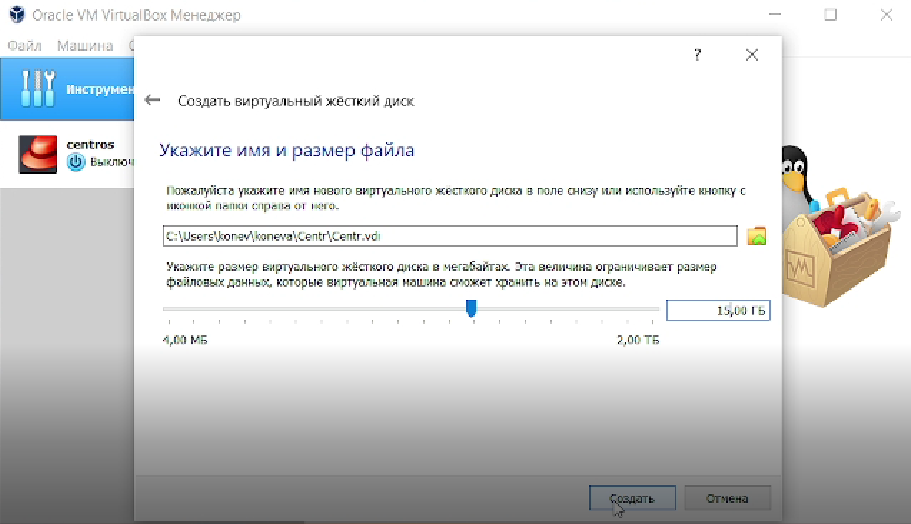 Oracle VM VirtualBox Менеджер
Файл Машина
?
Инструмен
centros
Выключ
Создать виртуальный жёсткий диск
Укажите имя и размер файла
Пожалуйста укажите имя нового виртуального жесткого диска в поле снизу или используйте кнопку с
иконкой папки справа от него.
C:\Users\konev\koneva\Centr\Centr.vdi
Укажите размер виртуального жёсткого диска в мегабайтах. Эта величина ограничивает размер
файловых данных, которые виртуальная машина сможет хранить на этом диске.
15,00 ГБ
4,00 МБ 2,00 ТБ
Создать Отмена